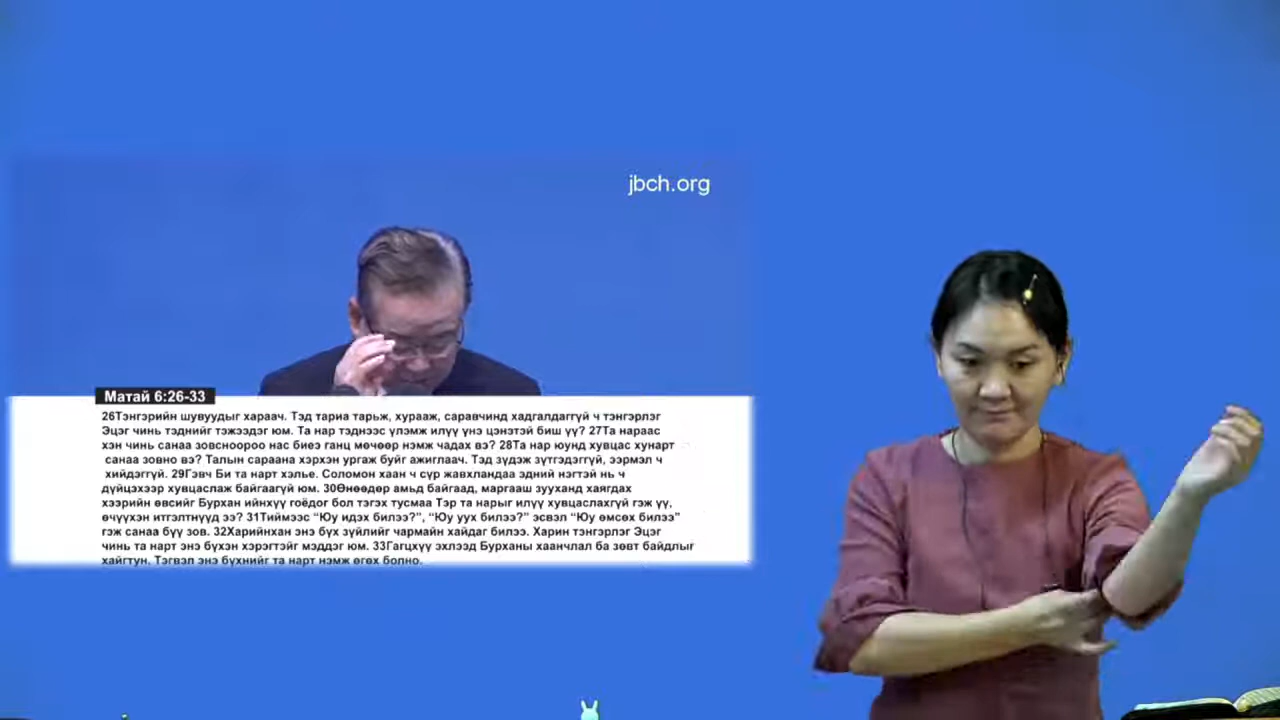 jbch.org
Матай 6:26-33
26Тэнгэрийн шувуудыг хараач. Тэд тариа тарьж, хурааж, саравчинд хадгалдаггүй ч тэнгэрлэг
Эцэг чинь тэднийг тэжээдэг юм. Та нар тэднээс үлэмж илүү үнэ цэнэтэй биш үү? 27Та нараас
хэн чинь санаа зовсноороо нас биеэ ганц мөчөөр нэмж чадах вэ? 28Та нар юунд хувцас хунарт
санаа зовно вэ? Талын сараана хэрхэн ургаж буйг ажиглаач. Тэд зүдэж зүтгэдэггүй, ээрмэл ч
хийдэггүй. 29Гэвч Би та нарт хэлье. Соломон хаан ч сүр жавхландаа эдний нэгтэй нь ч
дүйцэхээр хувцаслаж байгаагүй юм. 30Өнөөдөр амьд байгаад, маргааш зууханд хаягдах
хээрийн өвсийг Бурхан ийнхүү гоёдог бол тэгэх тусмаа Тэр та нарыг илүү хувцаслахгүй гэж үү,
өчүүхэн итгэлтнүүд ээ? 31Тиймээс “Юу идэх билээ?”, “Юу уух билээ?” эсвэл “Юу өмсөх билээ”
гэж санаа бүү зов. 32Харийнхан энэ бүх зүйлийг чармайн хайдаг билээ. Харин тэнгэрлэг Эцэг
чинь та нарт энэ бүхэн хэрэгтэйг мэддэг юм. 33Гагцхүү эхлээд Бурханы хаанчлал ба зөвт байдлыг
хайгтун. Тэгвэл энэ бүхнийг та нарт нэмж өгөх болно.